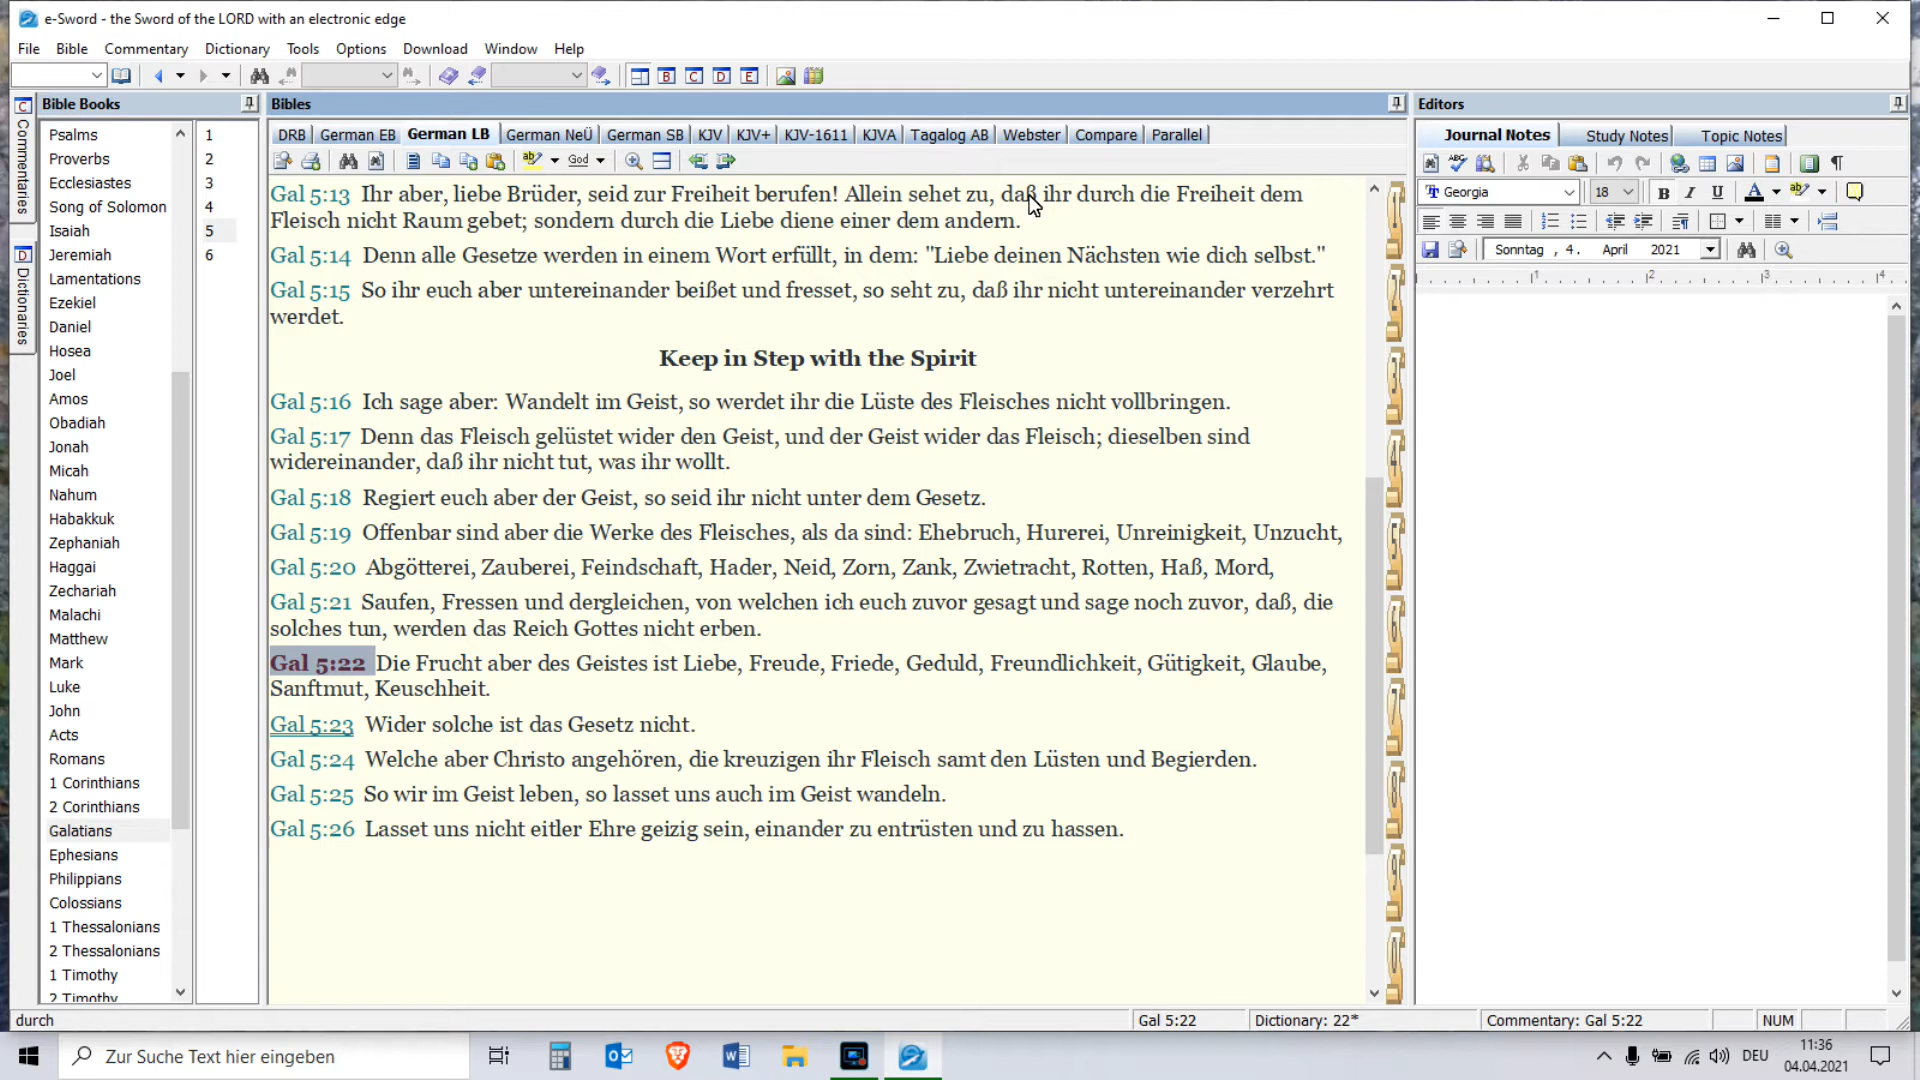 e-Sword - the Sword of the LORD with an electronic edge
File Bible Commentary Dictionary Tools Options Download Window Help
B C D E
Bible Books
Bibles
Editors
C Commentaries
D Dictionaries
Psalms
Proverbs
Ecclesiastes
Song of Solomon
Isaiah
Jeremiah
Lamentations
Ezekiel
Daniel
Hosea
Joel
Amos
Obadiah
Jonah
Micah
Nahum
Habakkuk
Zephaniah
Haggai
Zechariah
Malachi
Matthew
Mark
Luke
John
Acts
Romans
1 Corinthians
2 Corinthians
Galatians
Ephesians
Philippians
Colossians
1 Thessalonians
2 Thessalonians
1 Timothy
2 Timothy
1
2
3
4
5
6
DRB German EB German LB German NeÜ German SB KJV KJV+ KJV-1611 KJVA Tagalog AB Webster Compare Parallel
God
Gal 5:13 Ihr aber, liebe Brüder, seid zur Freiheit berufen! Allein sehet zu, daß ihr durch die Freiheit dem
Fleisch nicht Raum gebet; sondern durch die Liebe diene einer dem andern.
Gal 5:14 Denn alle Gesetze werden in einem Wort erfüllt, in dem: "Liebe deinen Nächsten wie dich selbst."
Gal 5:15 So ihr euch aber untereinander beißet und fresset, so seht zu, daß ihr nicht untereinander verzehrt
werdet.
Keep in Step with the Spirit
Gal 5:16 Ich sage aber: Wandelt im Geist, so werdet ihr die Lüste des Fleisches nicht vollbringen.
Gal 5:17 Denn das Fleisch gelüstet wider den Geist, und der Geist wider das Fleisch; dieselben sind
widereinander, daß ihr nicht tut, was ihr wollt.
Gal 5:18 Regiert euch aber der Geist, so seid ihr nicht unter dem Gesetz.
Gal 5:19 Offenbar sind aber die Werke des Fleisches, als da sind: Ehebruch, Hurerei, Unreinigkeit, Unzucht,
Gal 5:20 Abgötterei, Zauberei, Feindschaft, Hader, Neid, Zorn, Zank, Zwietracht, Rotten, Haß, Mord,
Gal 5:21 Saufen, Fressen und dergleichen, von welchen ich euch zuvor gesagt und sage noch zuvor, daß, die
solches tun, werden das Reich Gottes nicht erben.
Gal 5:22 Die Frucht aber des Geistes ist Liebe, Freude, Friede, Geduld, Freundlichkeit, Gütigkeit, Glaube,
Sanftmut, Keuschheit.
Gal 5:23 Wider solche ist das Gesetz nicht.
Gal 5:24 Welche aber Christo angehören, die kreuzigen ihr Fleisch samt den Lüsten und Begierden.
Gal 5:25 So wir im Geist leben, so lasset uns auch im Geist wandeln.
Gal 5:26 Lasset uns nicht eitler Ehre geizig sein, einander zu entrüsten und zu hassen.
1
2
3
4
5
6
7
8
9
0
Journal Notes Study Notes Topic Notes
Georgia 18 B I U A
Sonntag , 4. April 2021
1 2 3 4
durch Gal 5:22 Dictionary: 22* Commentary: Gal 5:22 NUM
Zur Suche Text hier eingeben
DEU
11:36
04.04.2021